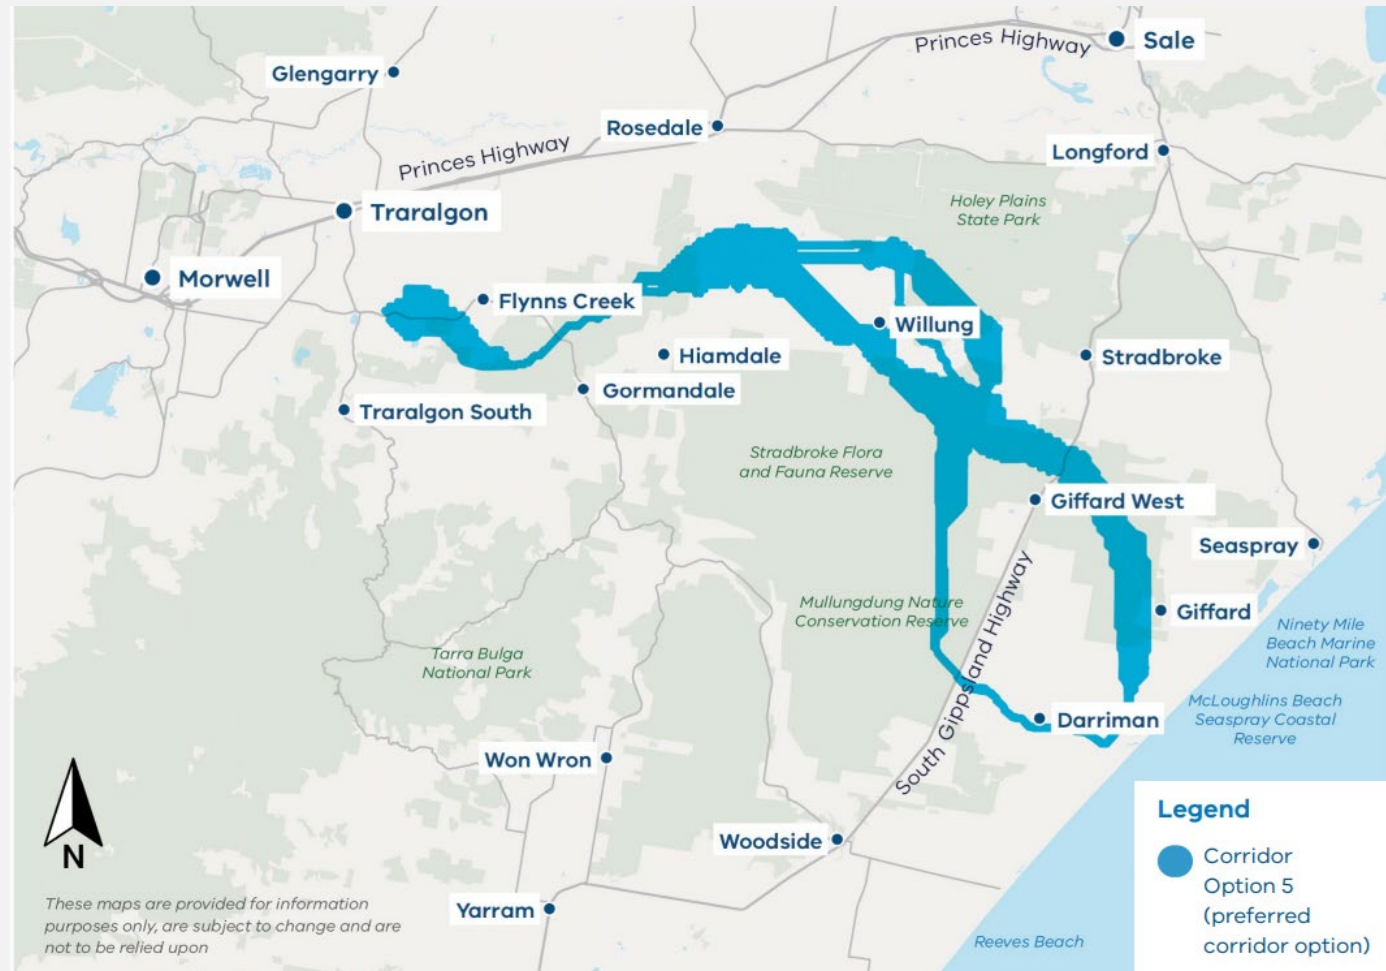 Princes Highway
Sale
Glengarry
Rosedale
Longford
Princes Highway
Holey Plains
State Park
Traralgon
Morwell
Flynns Creek
Willung
Hiamdale
Stradbroke
Gormandale
Traralgon South
Stradbroke Flora
and Fauna Reserve
Giffard West
Seaspray
South Gippsland Highway
Mullungdung Nature
Conservation Reserve
Giffard
Ninety Mile
Beach Marine
National Park
Tarra Bulga
National Park
McLoughlins Beach
Seaspray Coastal
Reserve
Darriman
Won Wron
Woodside
Yarram
Reeves Beach
N
These maps are provided for information
purposes only, are subject to change and are
not to be relied upon
Legend
Corridor
Option 5
(preferred
corridor option)